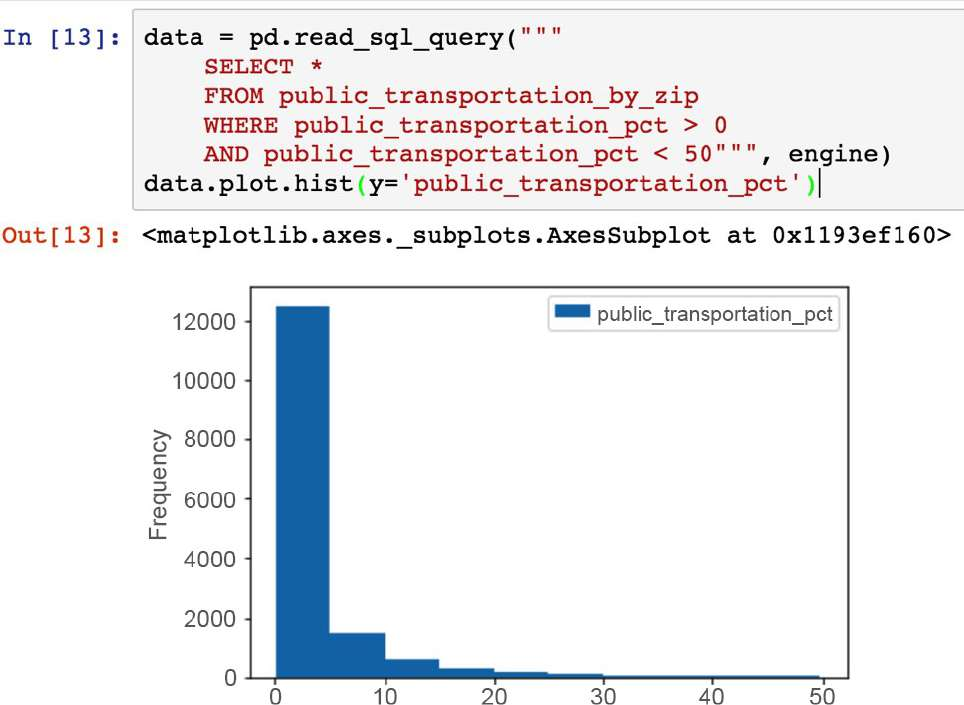 In [13]: data = pd.read_sql_query("""
SELECT *
FROM public_transportation_by_zip
WHERE public_transportation_pct > 0
AND public_transportation_pct < 50""", engine)
data.plot.hist(y='public_transportation_pct')
Out[13]: <matplotlib.axes._subplots.AxesSubplot at 0x1193ef160>
public_transportation_pct
12000
10000
8000
6000
4000
2000
0
Frequency
0 10 20 30 40 50